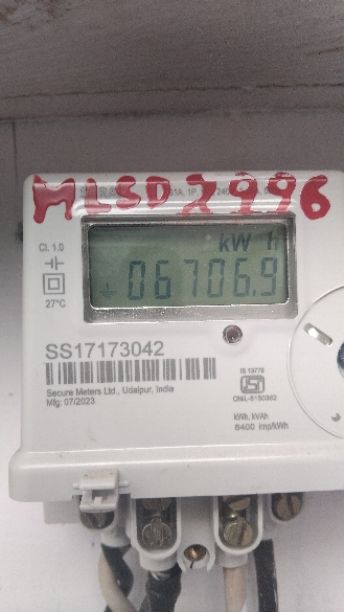 MLSD2996
Cl. 1.0
kW h
06706.9
27°C
SS17173042
Secure Meters Ltd., Udaipur, India
Mfg. 07/2023
IS 13779
kWh, kVAh
6400 imp/kWh